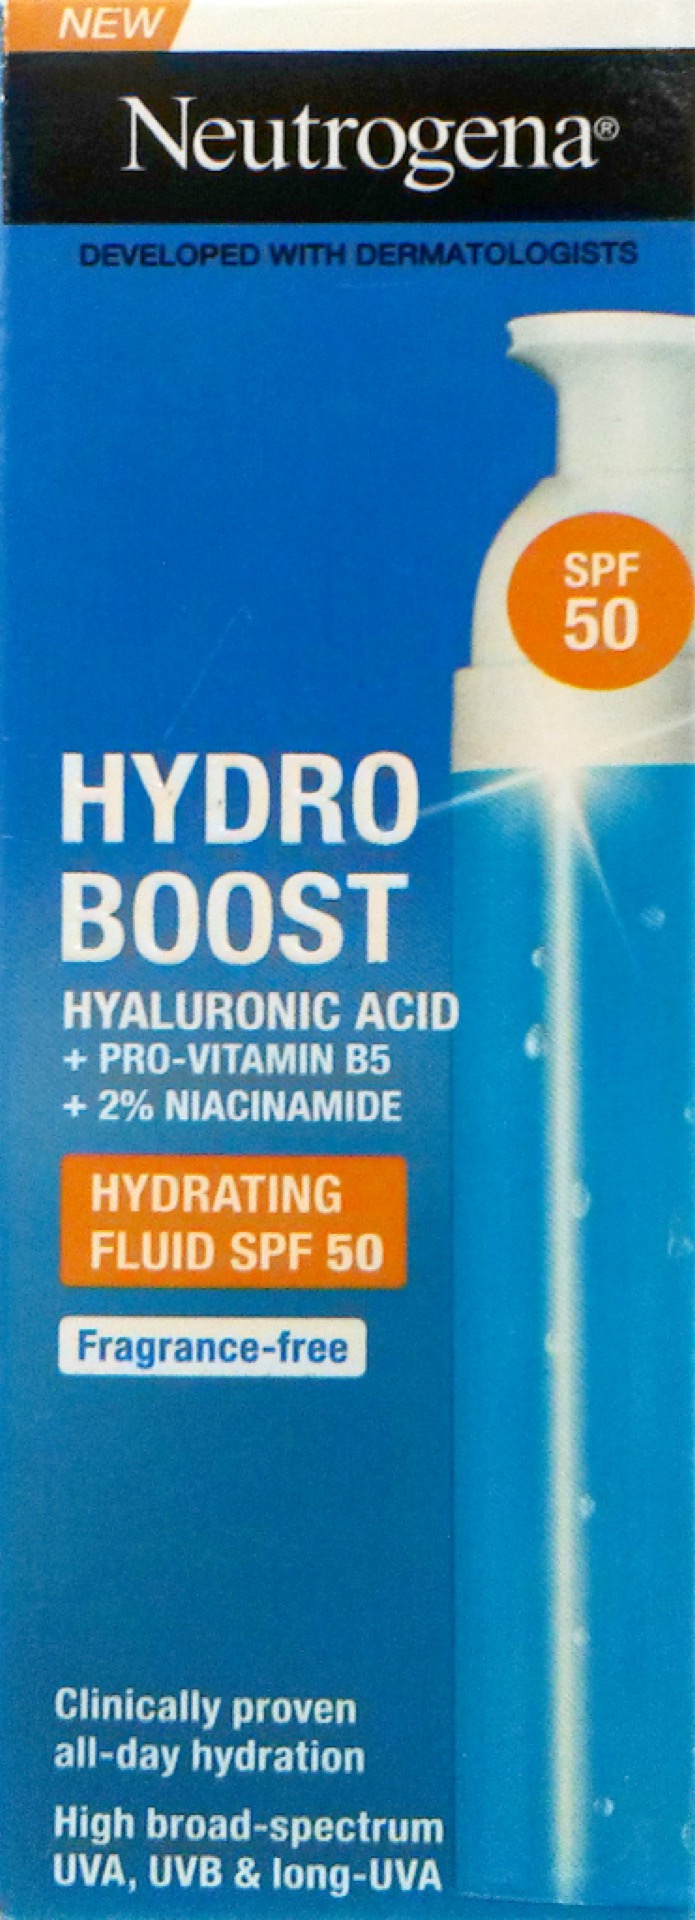 NEW
Neutrogena®
DEVELOPED WITH DERMATOLOGISTS
SPF
50
HYDRO
BOOST
HYALURONIC ACID
+ PRO-VITAMIN B5
+ 2% NIACINAMIDE
HYDRATING
FLUID SPF 50
Fragrance-free
Clinically proven
all-day hydration
High broad-spectrum
UVA, UVB & long-UVA